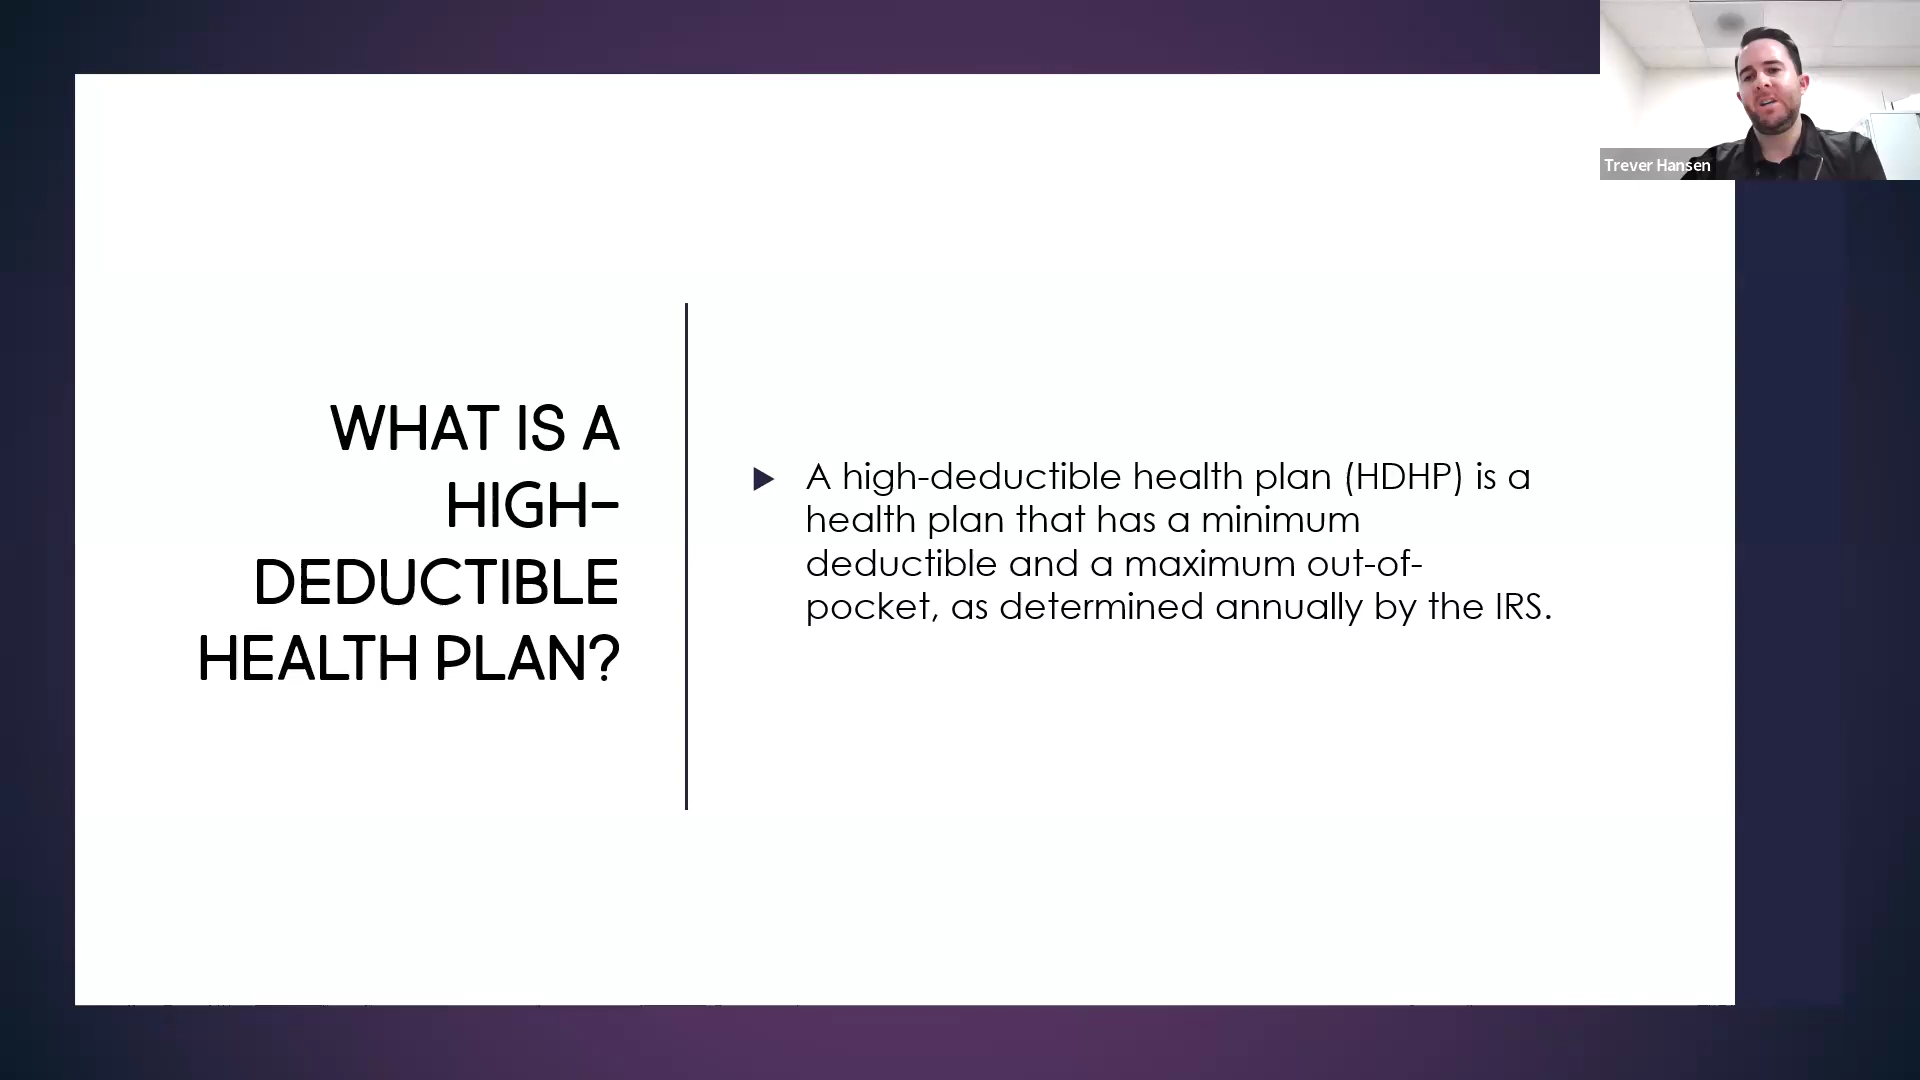 Trever Hansen
WHAT IS A
HIGH-
DEDUCTIBLE
HEALTH PLAN?
A high-deductible health plan (HDHP) is a
health plan that has a minimum
deductible and a maximum out-of-
pocket, as determined annually by the IRS.